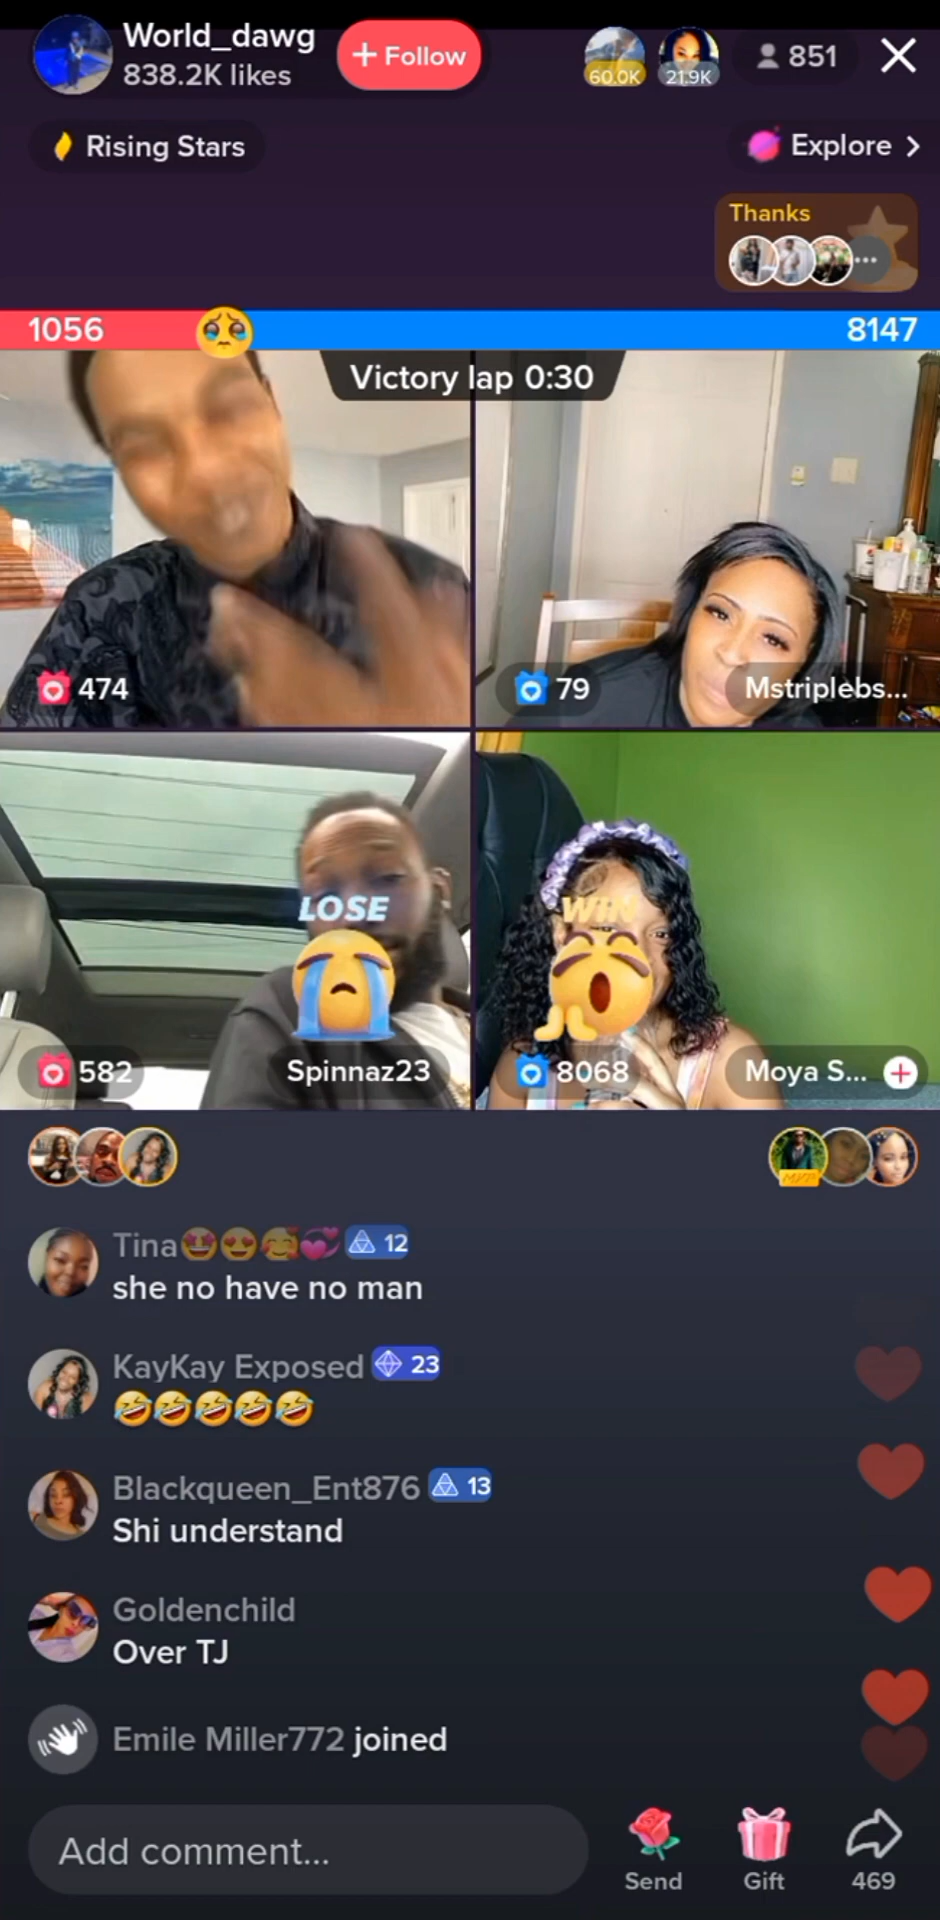 World_dawg
838.2K likes
+ Follow
60.0K
21.9K
851
Rising Stars
Explore >
Thanks
1056
8147
Victory lap 0:30
474
79
Mstriplebs...
LOSE
WIN
582
Spinnaz23
8068
Moya S...
MVP
Tina🤩😍🥰💞 12
she no have no man
KayKay Exposed 23
🤣🤣🤣🤣🤣
Blackqueen_Ent876 13
Shi understand
Goldenchild
Over TJ
Emile Miller772 joined
Add comment...
Send
Gift
469